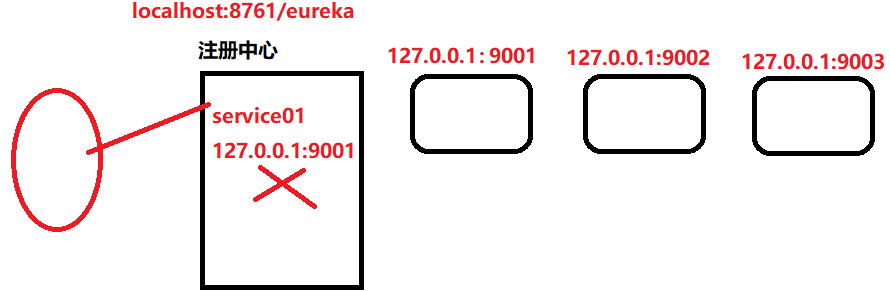 localhost:8761/eureka
注册中心
127.0.0.1:9001
127.0.0.1:9002
127.0.0.1:9003
service01
127.0.0.1:9001